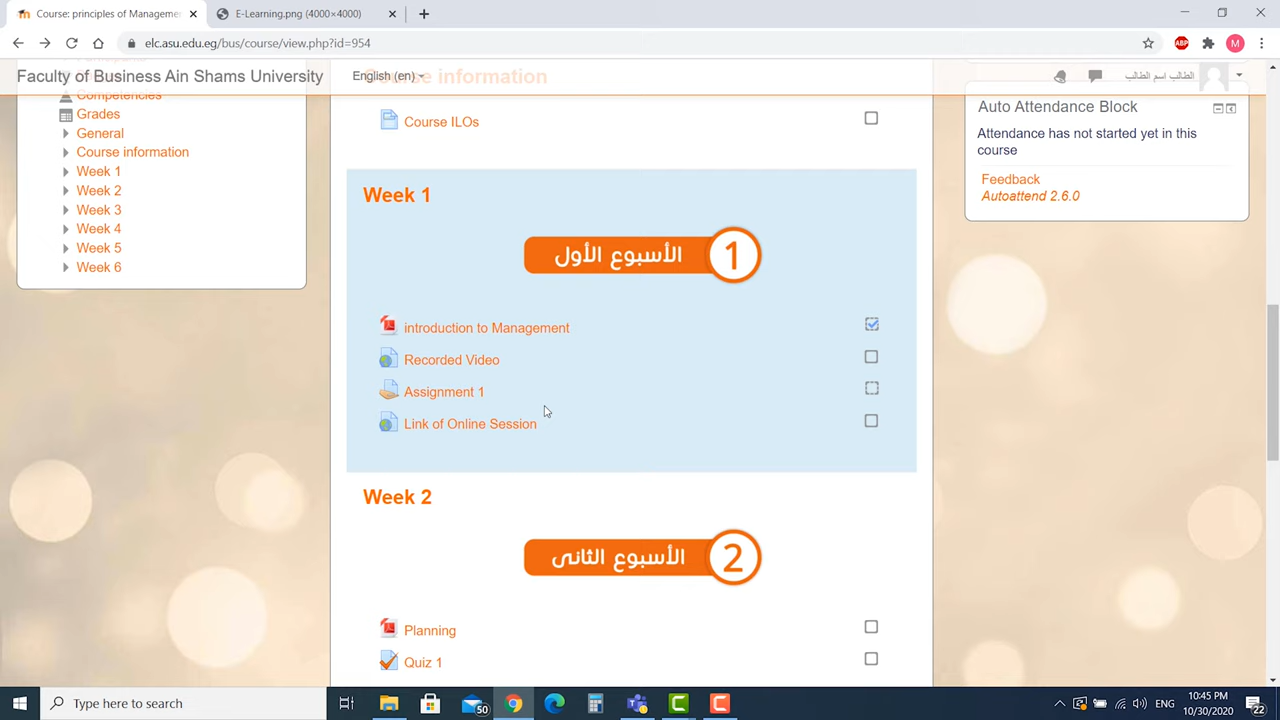 Course: principles of Manageme
E-Learning.png (4000×4000)
elc.asu.edu.eg/bus/course/view.php?id=954
ABP
M
Faculty of Business Ain Shams University
English (en)
الطالب اسم الطالب
Course information
Competencies
Grades
General
Course information
Week 1
Week 2
Week 3
Week 4
Week 5
Week 6
Course ILOs
Week 1
الأسبوع الأول
1
introduction to Management
Recorded Video
Assignment 1
Link of Online Session
Week 2
الأسبوع الثانى
2
Planning
Quiz 1
Auto Attendance Block
Attendance has not started yet in this
course
Feedback
Autoattend 2.6.0
Type here to search
50
ENG
10:45 PM
10/30/2020
22